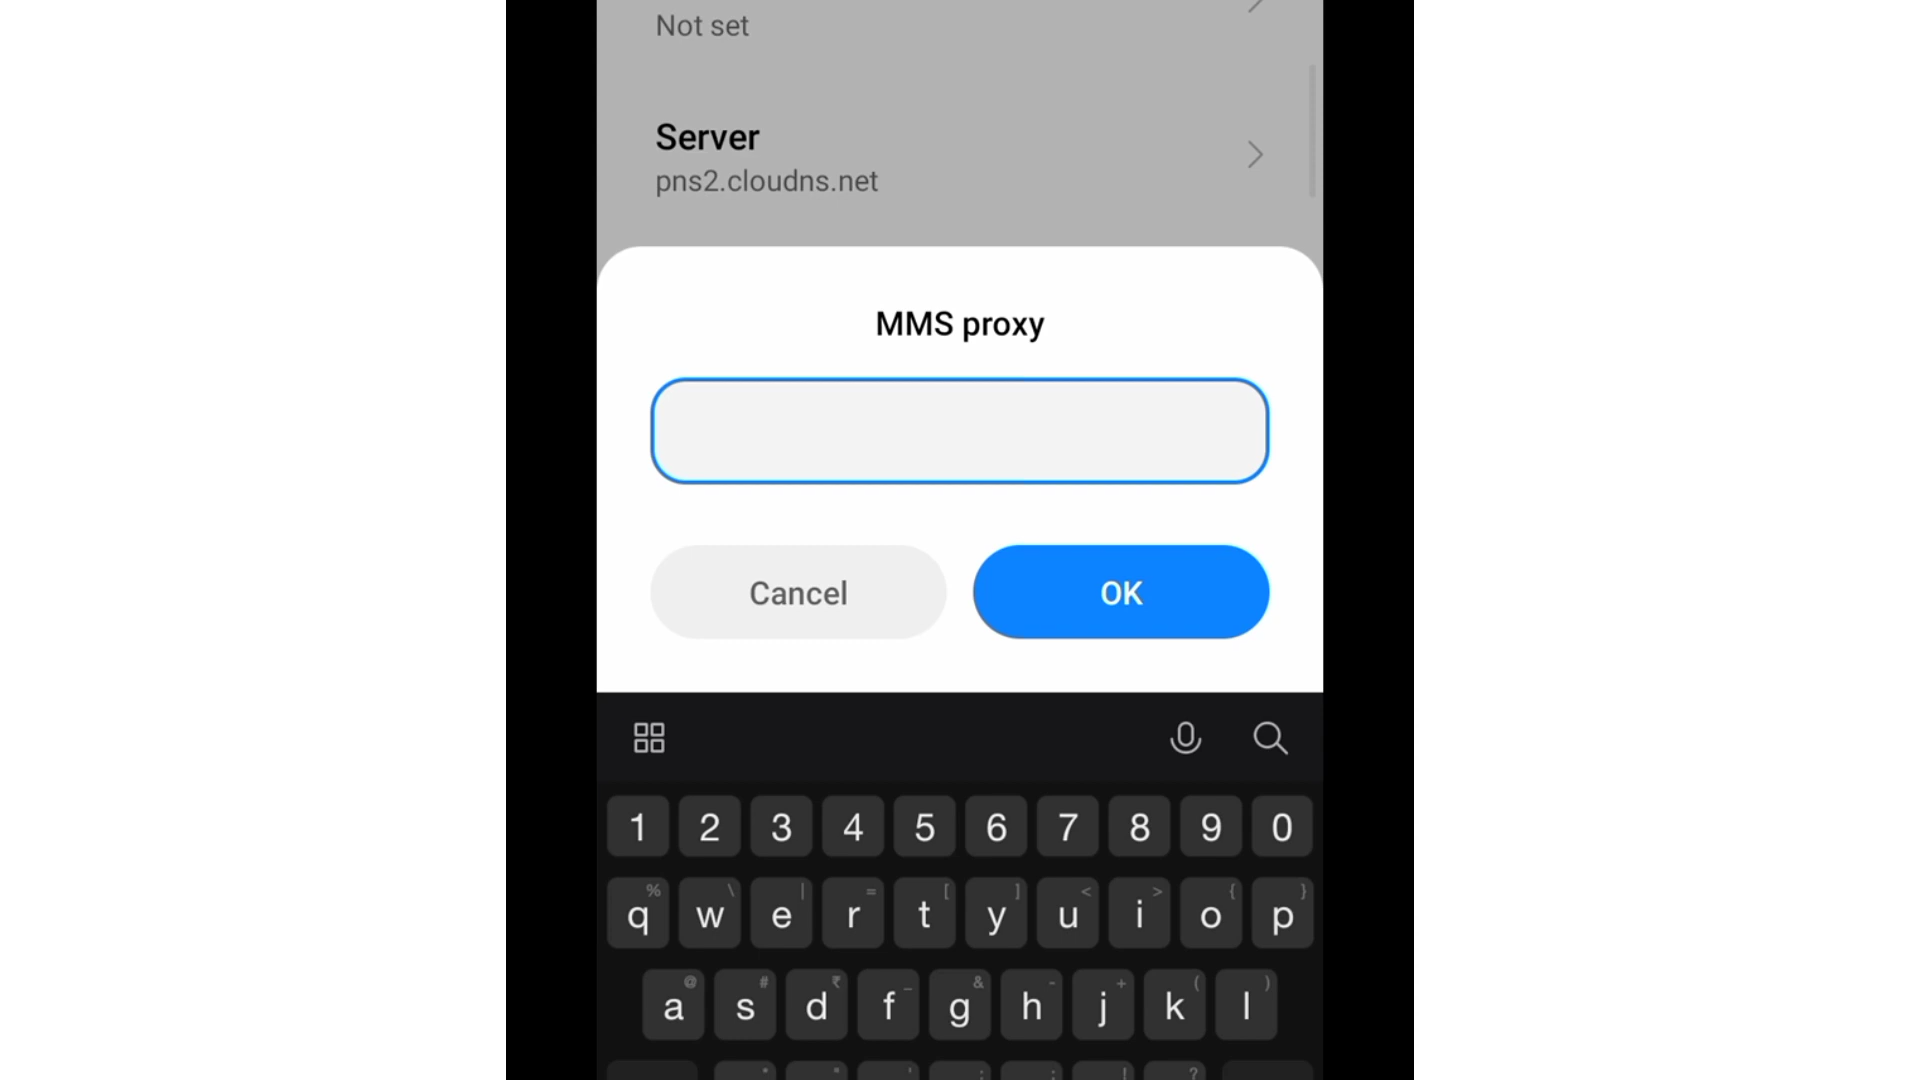 Not set
Server
pns2.cloudns.net
MMS proxy
Cancel OK
1 2 3 4 5 6 7 8 9 0
% \ | = [ ] < > { }
q w e r t y u i o p
@ # ₹ _ & - + ( )
a s d f g h j k l